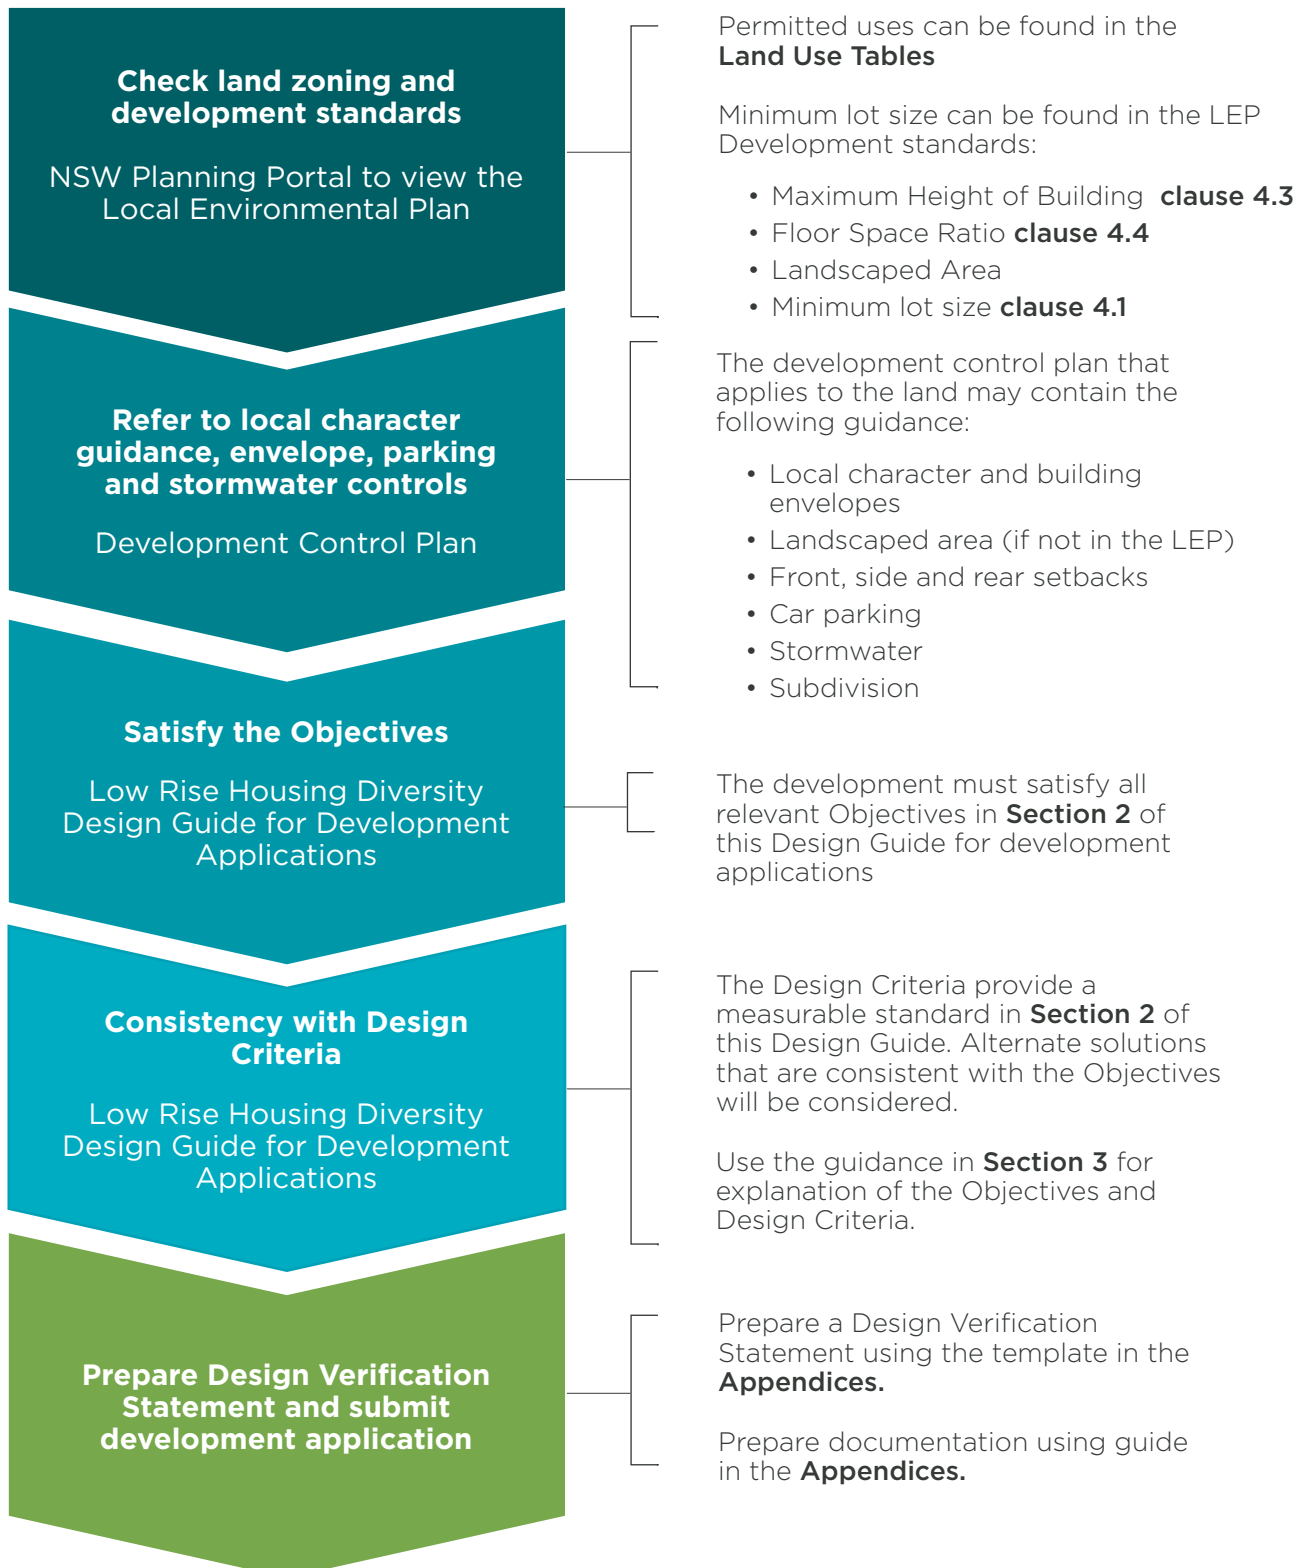 Check land zoning and
development standards
NSW Planning Portal to view the
Local Environmental Plan
Permitted uses can be found in the
Land Use Tables
Minimum lot size can be found in the LEP
Development standards:
• Maximum Height of Building clause 4.3
• Floor Space Ratio clause 4.4
• Landscaped Area
• Minimum lot size clause 4.1
Refer to local character
guidance, envelope, parking
and stormwater controls
Development Control Plan
The development control plan that
applies to the land may contain the
following guidance:
• Local character and building
envelopes
• Landscaped area (if not in the LEP)
• Front, side and rear setbacks
• Car parking
• Stormwater
• Subdivision
Satisfy the Objectives
Low Rise Housing Diversity
Design Guide for Development
Applications
The development must satisfy all
relevant Objectives in Section 2 of
this Design Guide for development
applications
Consistency with Design
Criteria
Low Rise Housing Diversity
Design Guide for Development
Applications
The Design Criteria provide a
measurable standard in Section 2 of
this Design Guide. Alternate solutions
that are consistent with the Objectives
will be considered.
Use the guidance in Section 3 for
explanation of the Objectives and
Design Criteria.
Prepare Design Verification
Statement and submit
development application
Prepare a Design Verification
Statement using the template in the
Appendices.
Prepare documentation using guide
in the Appendices.